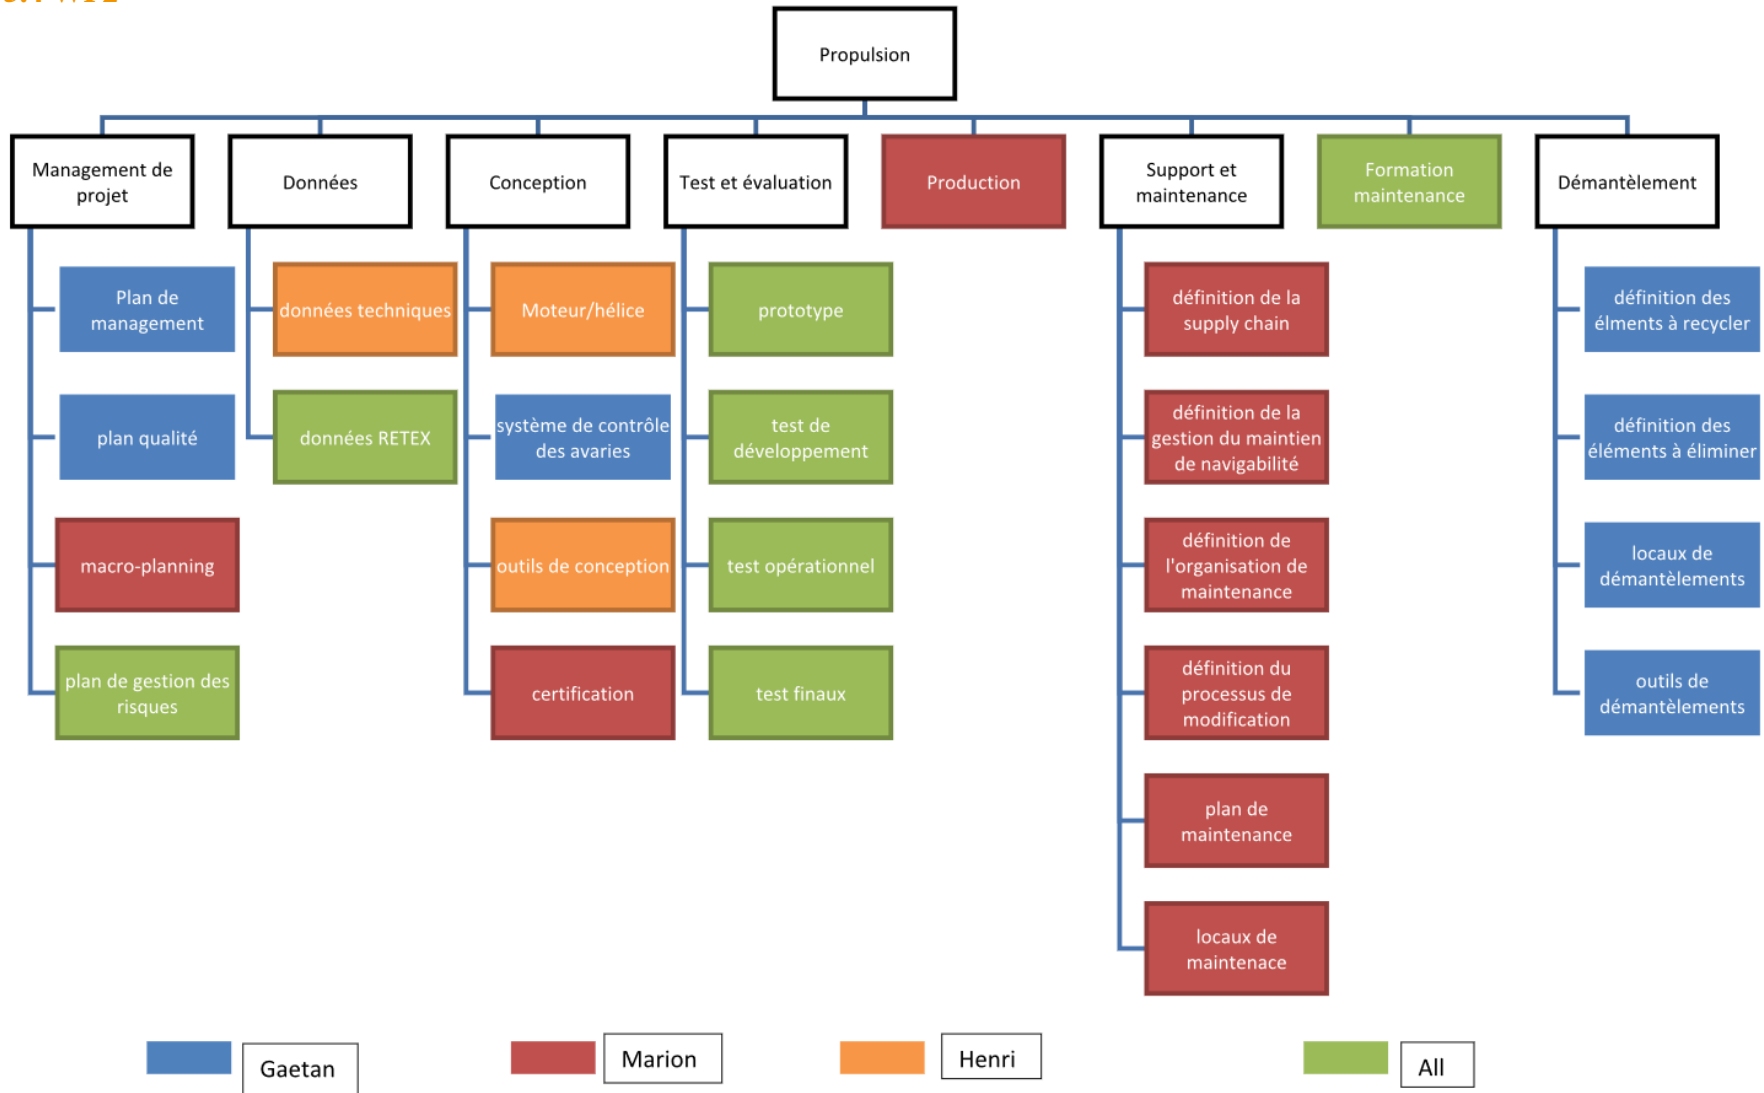 Propulsion
Management de
projet
Données
Conception
Test et évaluation
Production
Support et
maintenance
Formation
maintenance
Démantèlement
Plan de
management
plan qualité
macro-planning
plan de gestion des
risques
données techniques
données RETEX
Moteur/hélice
système de contrôle
des avaries
outils de conception
certification
prototype
test de
développement
test opérationnel
test finaux
définition de la
supply chain
définition de la
gestion du maintien
de navigabilité
définition de
l'organisation de
maintenance
définition du
processus de
modification
plan de
maintenance
locaux de
maintenace
définition des
élments à recycler
définition des
éléments à éliminer
locaux de
démantèlements
outils de
démantèlements
Gaetan
Marion
Henri
All